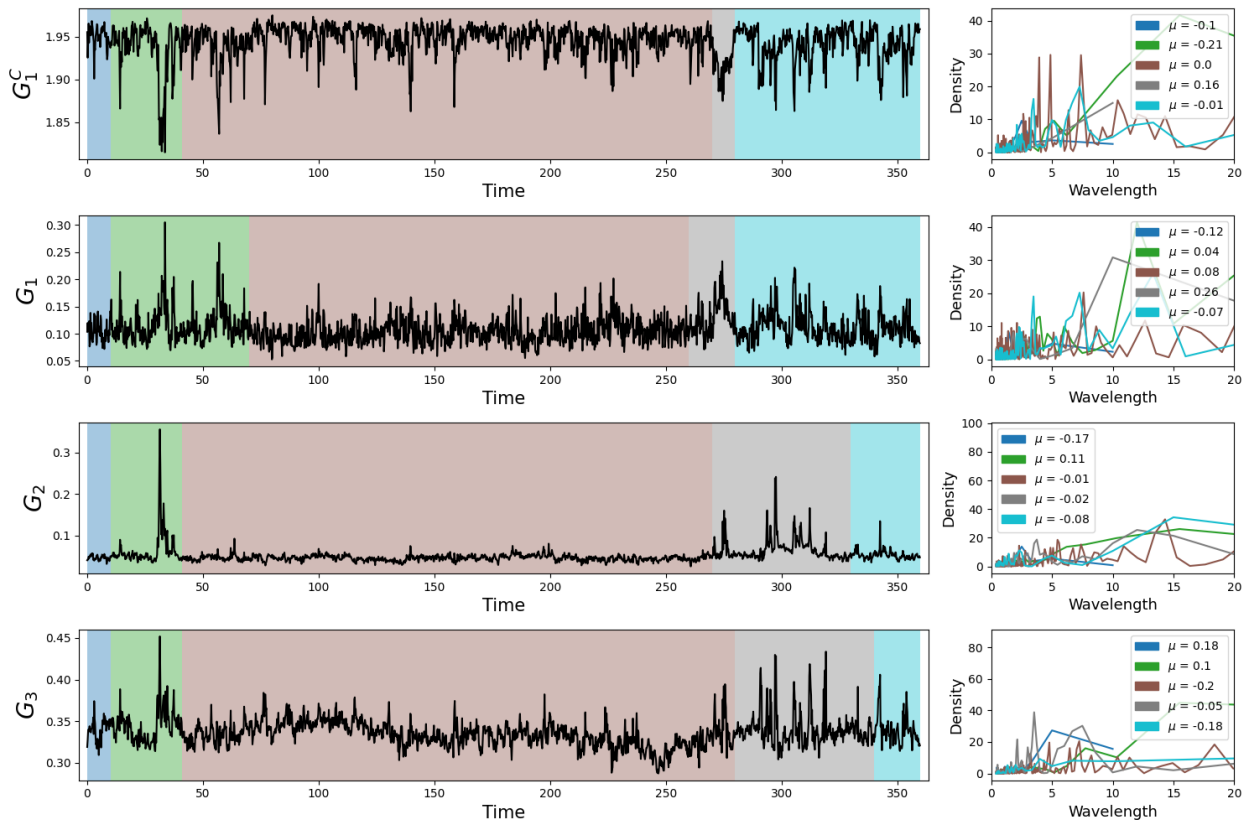 G₁ᶜ
1.95
1.90
1.85
0 50 100 150 200 250 300 350
Time
Density
40
30
20
10
0
μ = -0.1
μ = -0.21
μ = 0.0
μ = 0.16
μ = -0.01
0 5 10 15 20
Wavelength
G₁
0.30
0.25
0.20
0.15
0.10
0.05
0 50 100 150 200 250 300 350
Time
Density
40
30
20
10
0
μ = -0.12
μ = 0.04
μ = 0.08
μ = 0.26
μ = -0.07
0 5 10 15 20
Wavelength
G₂
0.3
0.2
0.1
0 50 100 150 200 250 300 350
Time
Density
100
80
60
40
20
0
μ = -0.17
μ = 0.11
μ = -0.01
μ = -0.02
μ = -0.08
0 5 10 15 20
Wavelength
G₃
0.45
0.40
0.35
0.30
0 50 100 150 200 250 300 350
Time
Density
80
60
40
20
0
μ = 0.18
μ = 0.1
μ = -0.2
μ = -0.05
μ = -0.18
0 5 10 15 20
Wavelength